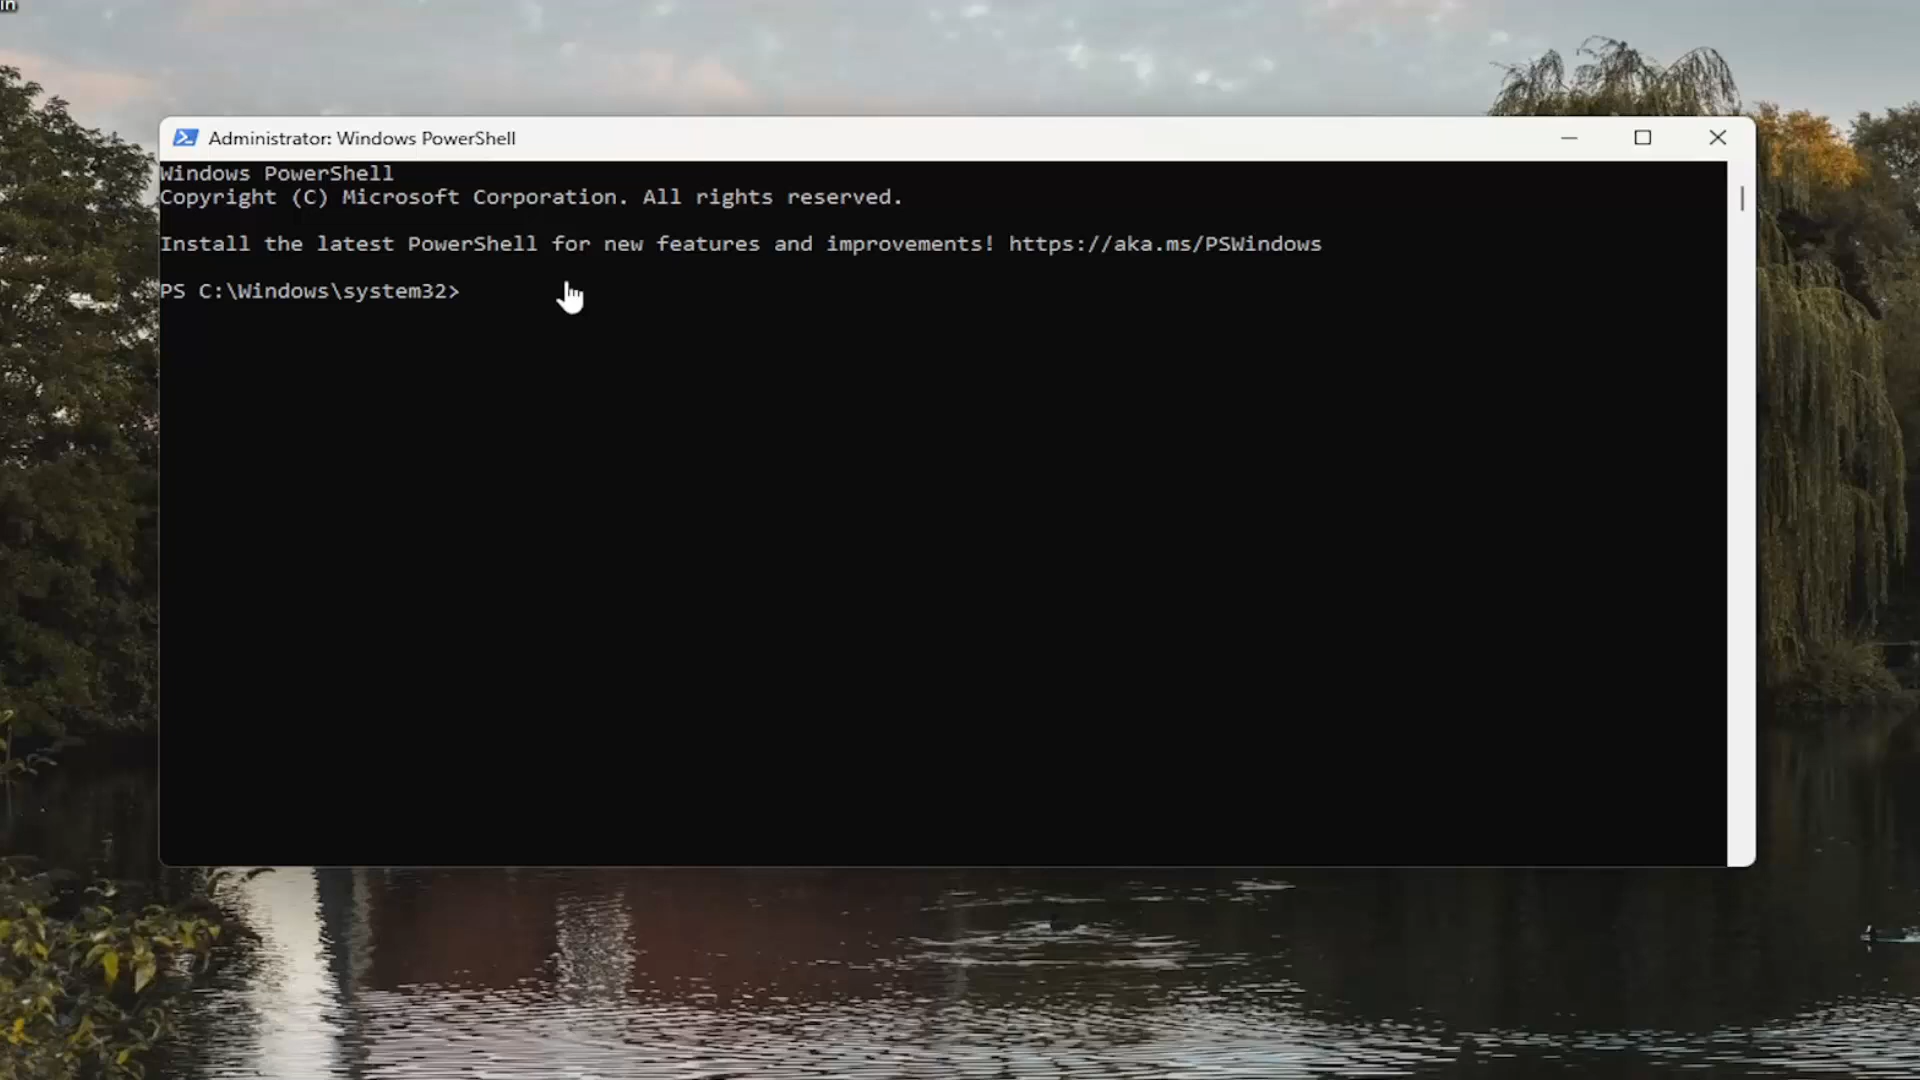 in
Administrator: Windows PowerShell
Windows PowerShell
Copyright (C) Microsoft Corporation. All rights reserved.
Install the latest PowerShell for new features and improvements! https://aka.ms/PSWindows
PS C:\Windows\system32>